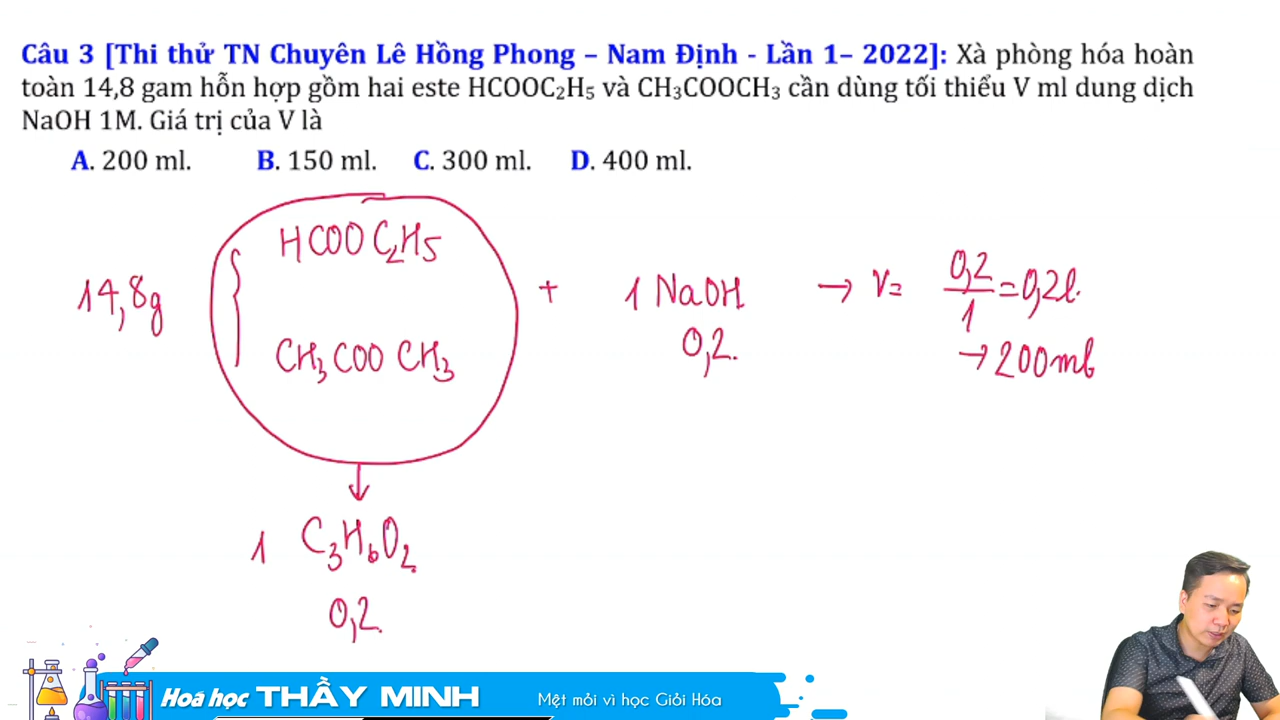 Câu 3 [Thi thử TN Chuyên Lê Hồng Phong – Nam Định - Lần 1– 2022]: Xà phòng hóa hoàn
toàn 14,8 gam hỗn hợp gồm hai este HCOOC₂H₅ và CH₃COOCH₃ cần dùng tối thiểu V ml dung dịch
NaOH 1M. Giá trị của V là
A. 200 ml. B. 150 ml. C. 300 ml. D. 400 ml.
HCOOC₂H₅
14,8g + 1 NaOH → V= 0,2/1 = 0,2l.
0,2.
CH₃COOCH₃
→ 200ml
1 C₃H₆O₂
0,2.
Hoá học THẦY MINH Mệt mỏi vì học Giỏi Hóa